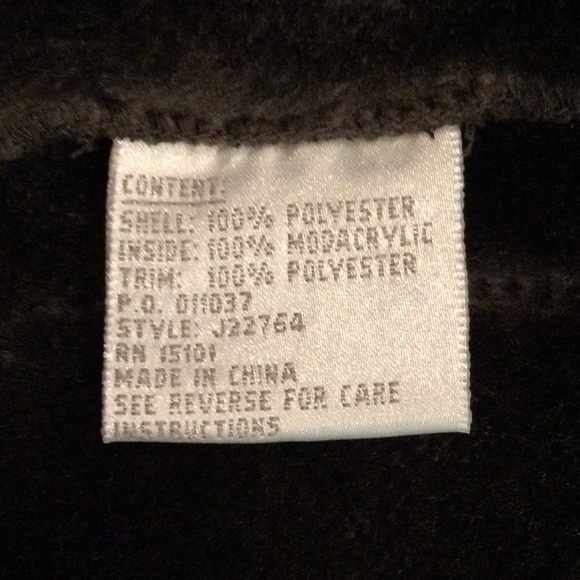 CONTENT:
SHELL: 100% POLYESTER
INSIDE: 100% MODACRYLIC
TRIM: 100% POLYESTER
P.O. 011037
STYLE: J22764
RN 15101
MADE IN CHINA
SEE REVERSE FOR CARE
INSTRUCTIONS